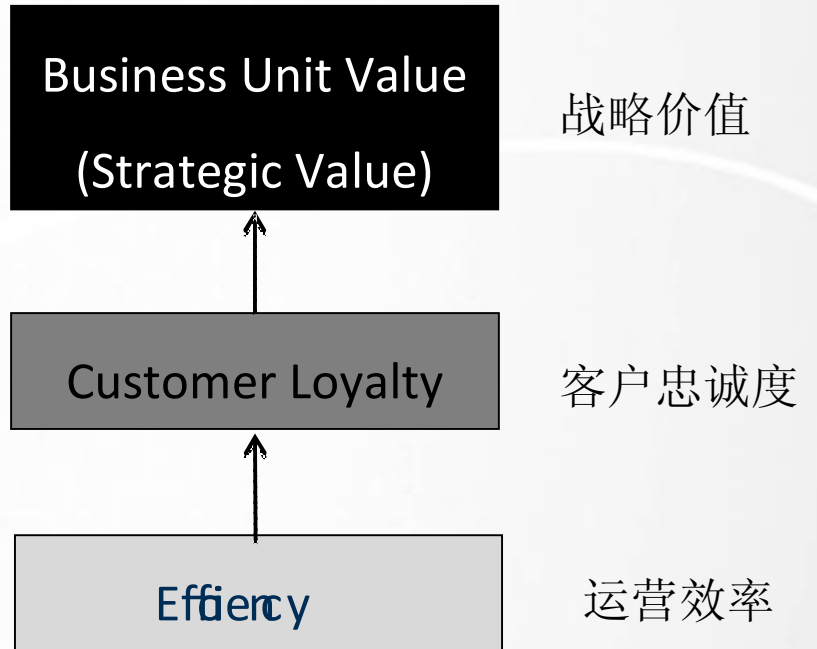 Business Unit Value
(Strategic Value)
战略价值
Customer Loyalty
客户忠诚度
Efficiency
运营效率